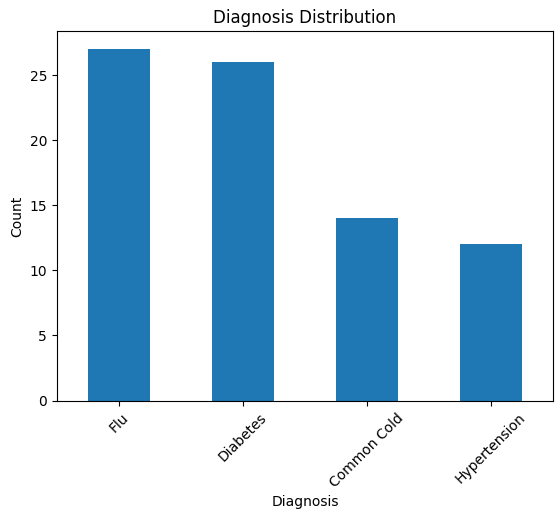 Diagnosis Distribution
Count
25
20
15
10
5
0
Flu
Diabetes
Common Cold
Hypertension
Diagnosis